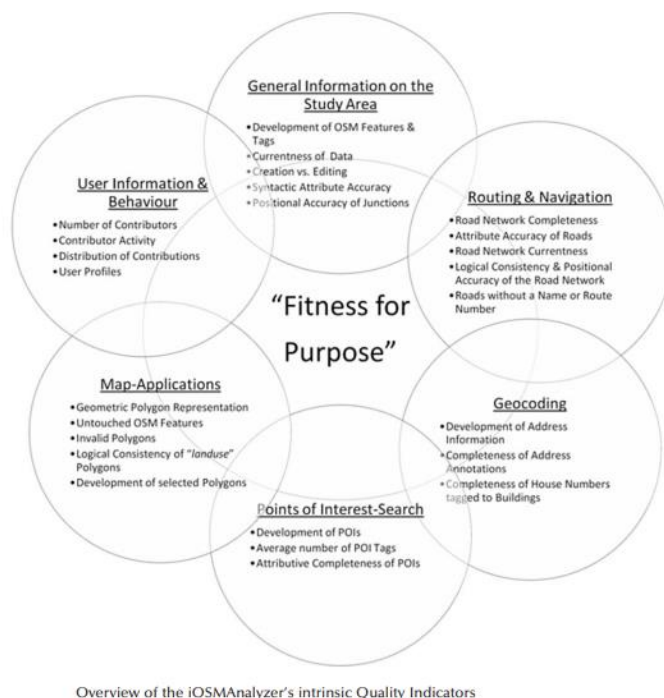 General Information on the
Study Area
•Development of OSM Features &
Tags
•Currentness of Data
•Creation vs. Editing
•Syntactic Attribute Accuracy
•Positional Accuracy of Junctions
User Information &
Behaviour
•Number of Contributors
•Contributor Activity
•Distribution of Contributions
•User Profiles
Routing & Navigation
•Road Network Completeness
•Attribute Accuracy of Roads
•Road Network Currentness
•Logical Consistency & Positional
Accuracy of the Road Network
•Roads without a Name or Route
Number
“Fitness for
Purpose”
Map-Applications
•Geometric Polygon Representation
•Untouched OSM Features
•Invalid Polygons
•Logical Consistency of “landuse”
Polygons
•Development of selected Polygons
Geocoding
•Development of Address
Information
•Completeness of Address
Annotations
•Completeness of House Numbers
tagged to Buildings
Points of Interest-Search
•Development of POIs
•Average number of POI Tags
•Attributive Completeness of POIs
Overview of the iOSMAnalyzer's intrinsic Quality Indicators